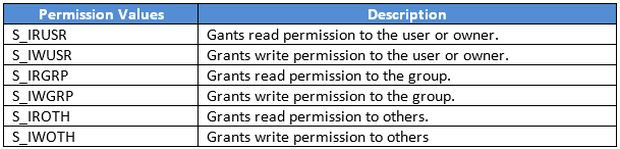 Permission Values Description
S_IRUSR Gants read permission to the user or owner.
S_IWUSR Grants write permission to the user or owner.
S_IRGRP Grants read permission to the group.
S_IWGRP Grants write permission to the group.
S_IROTH Grants read permission to others.
S_IWOTH Grants write permission to others